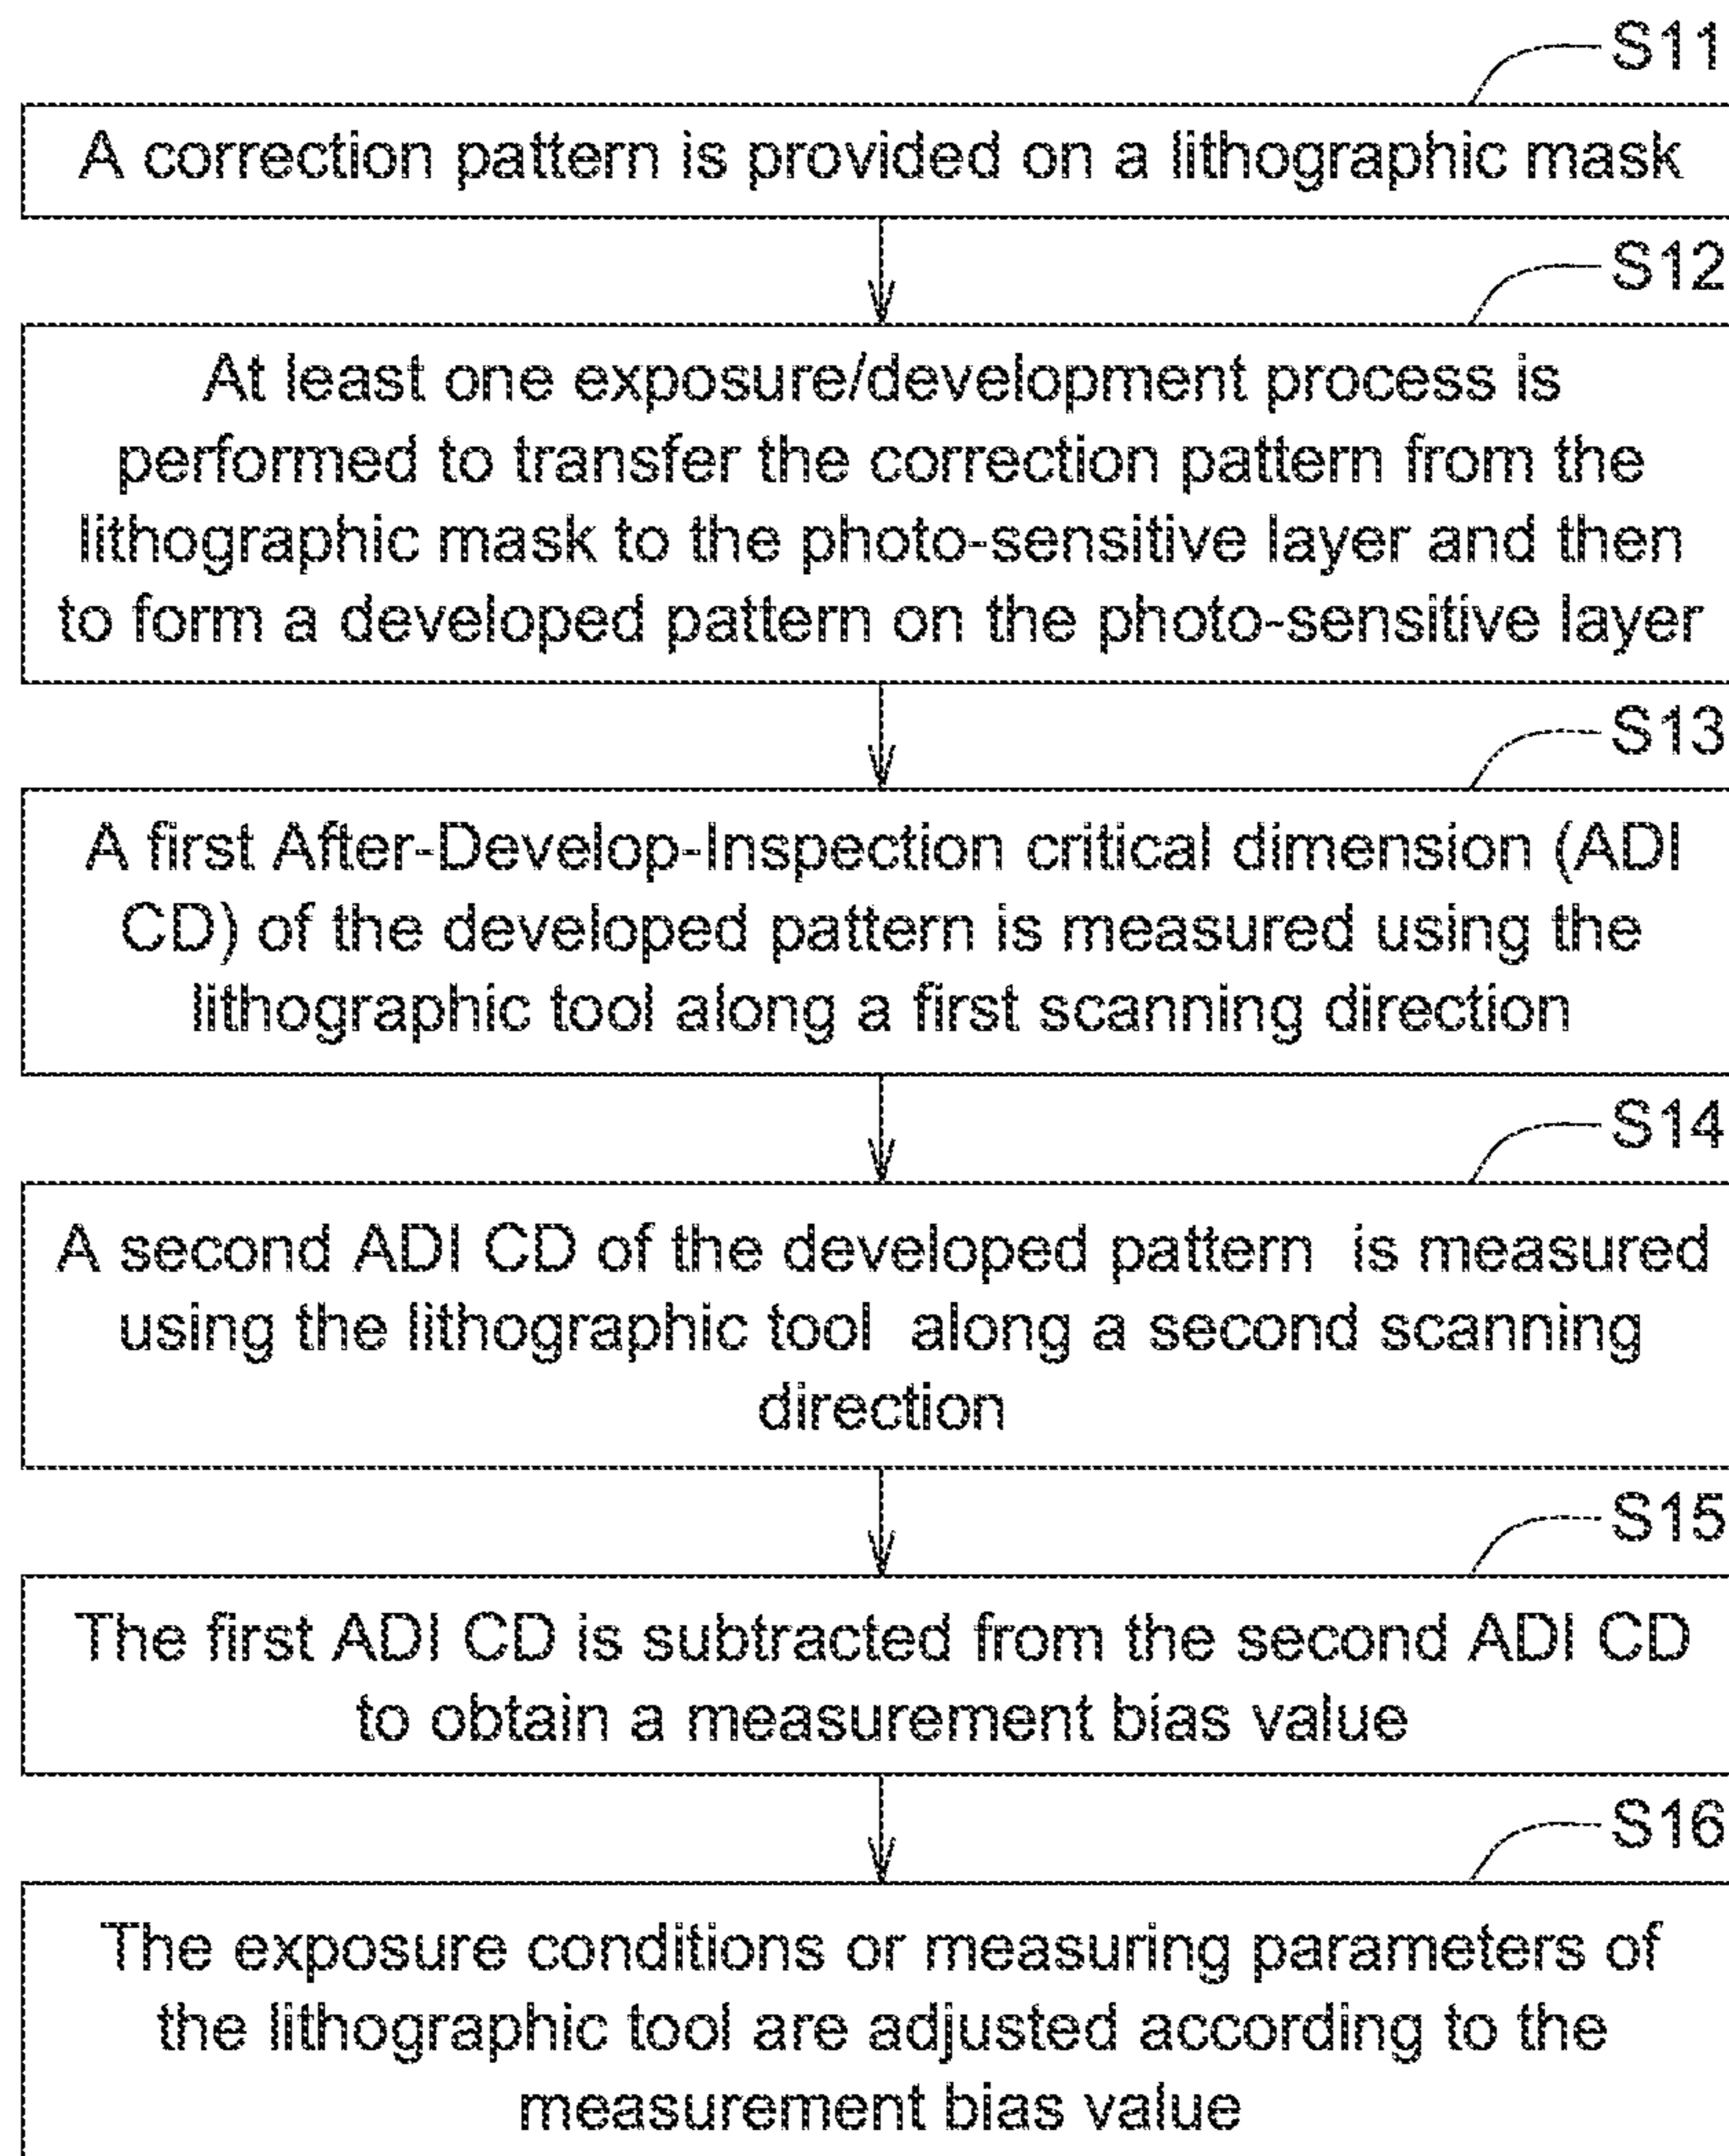 S11
A correction pattern is provided on a lithographic mask
S12
At least one exposure/development process is
performed to transfer the correction pattern from the
lithographic mask to the photo-sensitive layer and then
to form a developed pattern on the photo-sensitive layer
S13
A first After-Develop-Inspection critical dimension (ADI
CD) of the developed pattern is measured using the
lithographic tool along a first scanning direction
S14
A second ADI CD of the developed pattern is measured
using the lithographic tool along a second scanning
direction
S15
The first ADI CD is subtracted from the second ADI CD
to obtain a measurement bias value
S16
The exposure conditions or measuring parameters of
the lithographic tool are adjusted according to the
measurement bias value